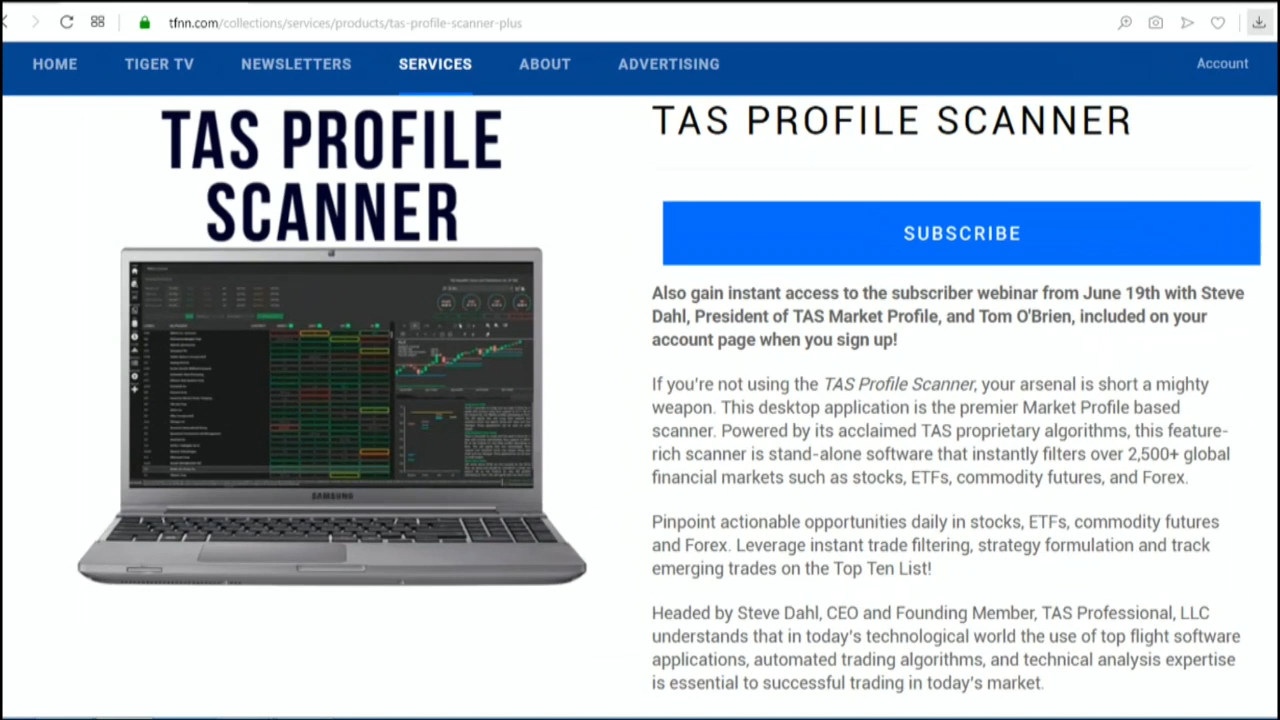 tfnn.com/collections/services/products/tas-profile-scanner-plus
HOME TIGER TV NEWSLETTERS SERVICES ABOUT ADVERTISING Account
TAS PROFILE
SCANNER
SAMSUNG
TAS PROFILE SCANNER
SUBSCRIBE
Also gain instant access to the subscriber webinar from June 19th with Steve
Dahl, President of TAS Market Profile, and Tom O'Brien, included on your
account page when you sign up!
If you're not using the TAS Profile Scanner, your arsenal is short a mighty
weapon. This desktop application is the premier Market Profile based
scanner. Powered by its acclaimed TAS proprietary algorithms, this feature-
rich scanner is stand-alone software that instantly filters over 2,500+ global
financial markets such as stocks, ETFs, commodity futures, and Forex.
Pinpoint actionable opportunities daily in stocks, ETFs, commodity futures
and Forex. Leverage instant trade filtering, strategy formulation and track
emerging trades on the Top Ten List!
Headed by Steve Dahl, CEO and Founding Member, TAS Professional, LLC
understands that in today's technological world the use of top flight software
applications, automated trading algorithms, and technical analysis expertise
is essential to successful trading in today's market.